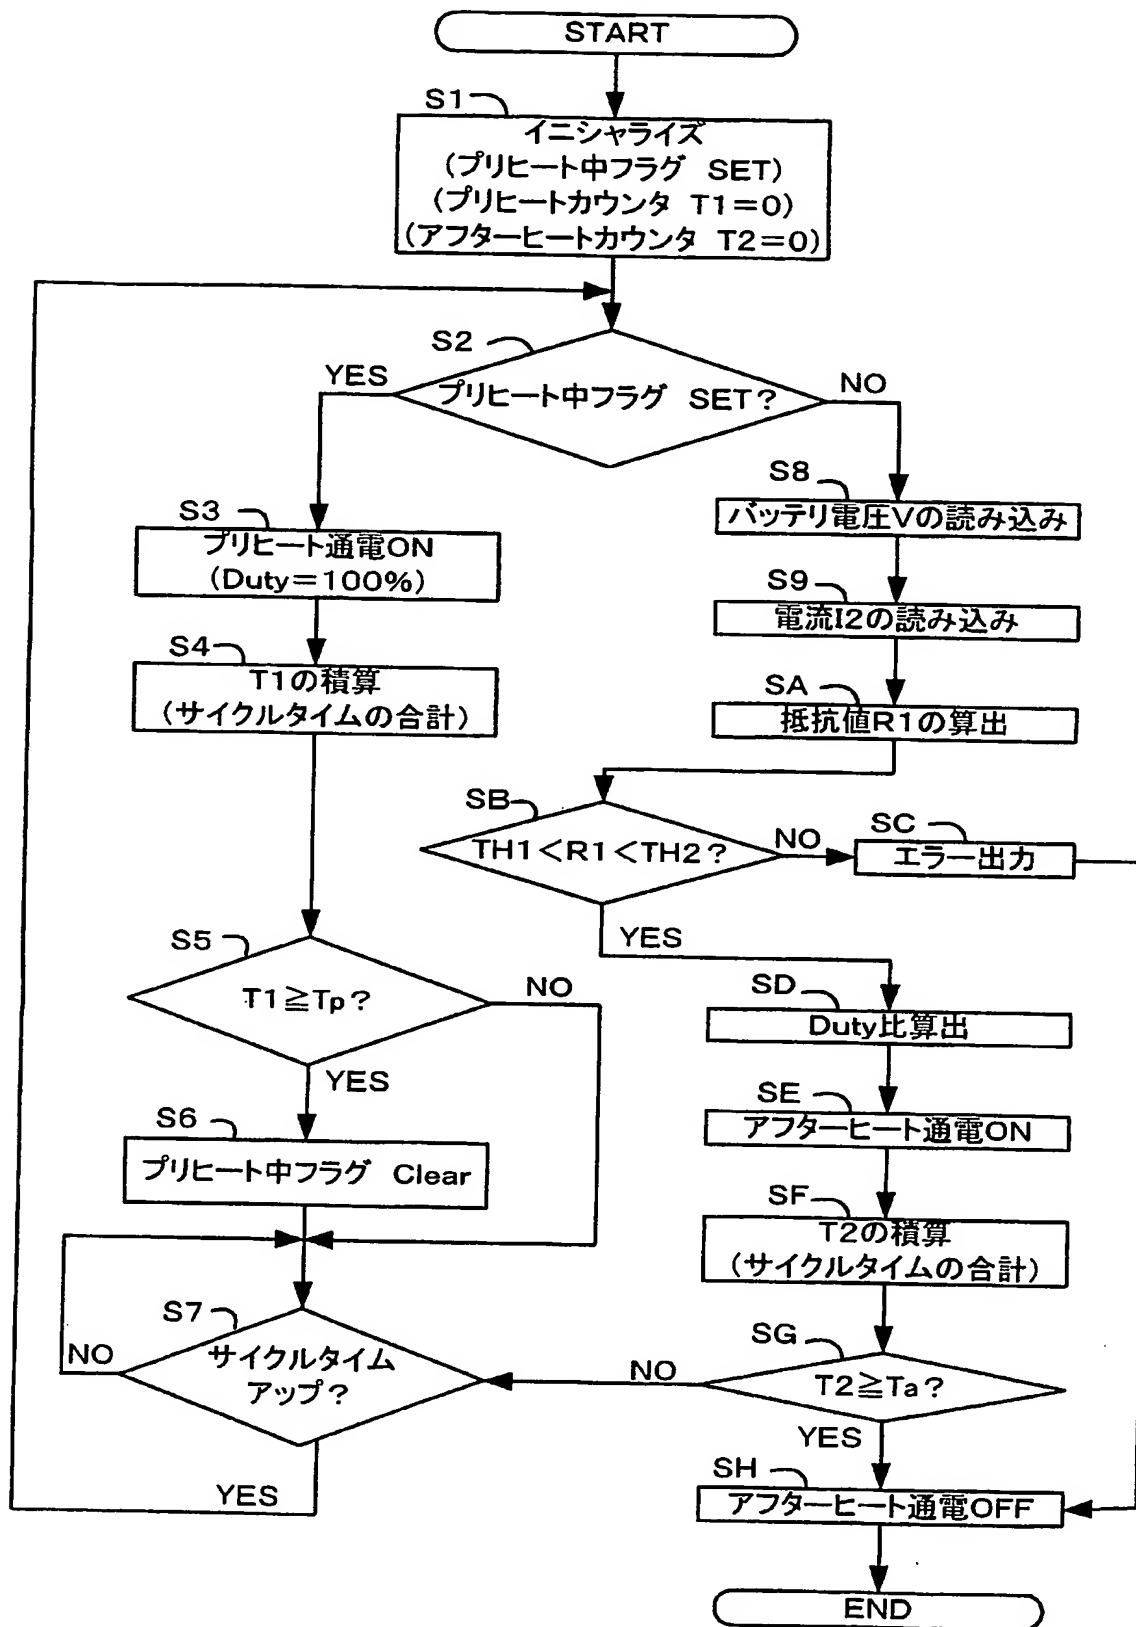 START
S1
イニシャライズ
(プリヒート中フラグ SET)
(プリヒートカウンタ T1=0)
(アフターヒートカウンタ T2=0)
S2
プリヒート中フラグ SET?
YES
NO
S3
プリヒート通電ON
(Duty=100%)
S4
T1の積算
(サイクルタイムの合計)
S5
T1≧Tp?
NO
YES
S6
プリヒート中フラグ Clear
S7
サイクルタイム
アップ?
NO
YES
S8
バッテリ電圧Vの読み込み
S9
電流I2の読み込み
SA
抵抗値R1の算出
SB
TH1<R1<TH2?
NO
SC
エラー出力
YES
SD
Duty比算出
SE
アフターヒート通電ON
SF
T2の積算
(サイクルタイムの合計)
SG
T2≧Ta?
NO
YES
SH
アフターヒート通電OFF
END